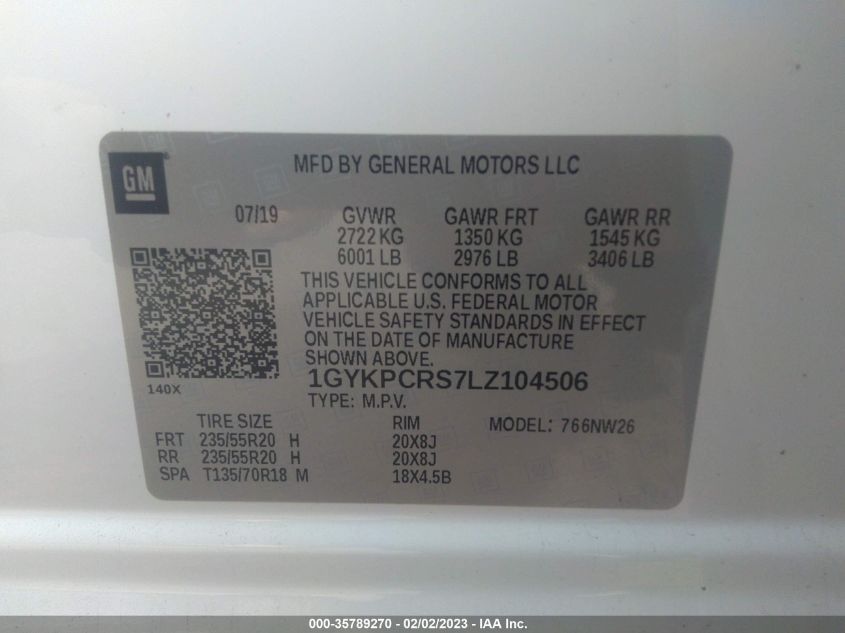 GM
MFD BY GENERAL MOTORS LLC
07/19 GVWR GAWR FRT GAWR RR
2722 KG 1350 KG 1545 KG
6001 LB 2976 LB 3406 LB
THIS VEHICLE CONFORMS TO ALL
APPLICABLE U.S. FEDERAL MOTOR
VEHICLE SAFETY STANDARDS IN EFFECT
ON THE DATE OF MANUFACTURE
SHOWN ABOVE.
140X
1GYKPCRS7LZ104506
TYPE: M.P.V.
TIRE SIZE RIM MODEL: 766NW26
FRT 235/55R20 H 20X8J
RR 235/55R20 H 20X8J
SPA T135/70R18 M 18X4.5B
000-35789270 - 02/02/2023 - IAA Inc.